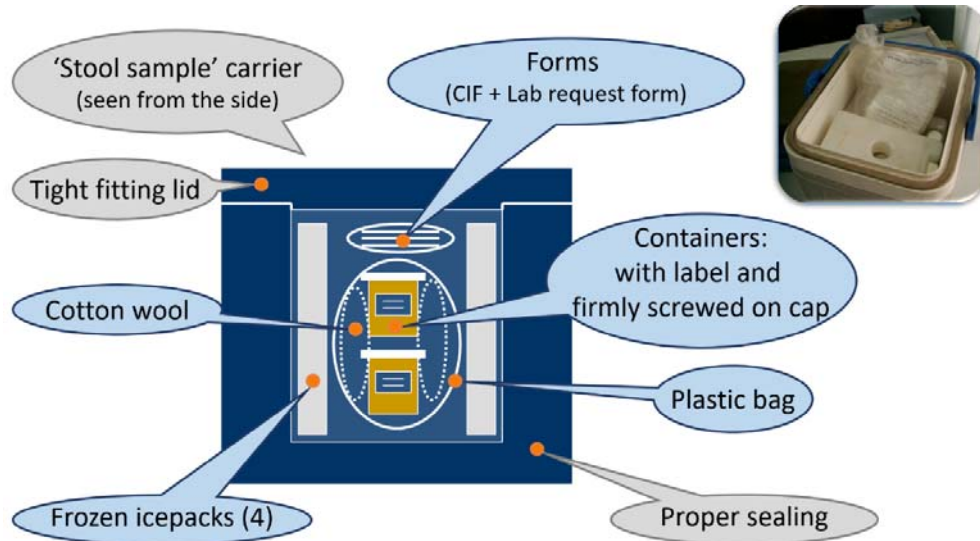 ‘Stool sample’ carrier
(seen from the side)
Forms
(CIF + Lab request form)
Tight fitting lid
Containers:
with label and
firmly screwed on cap
Cotton wool
Plastic bag
Frozen icepacks (4)
Proper sealing